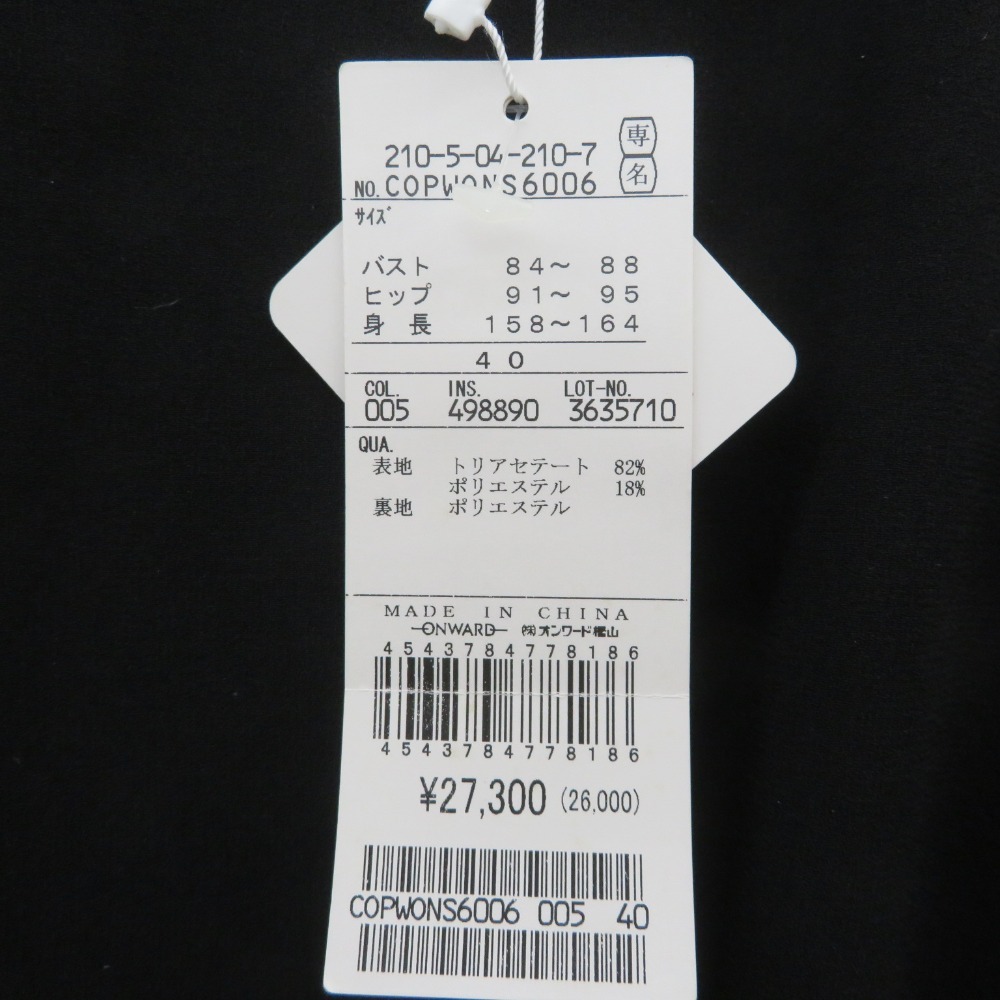 210-5-04-210-7
専
名
NO. COPWONS6006
サイズ
バスト 84～ 88
ヒップ 91～ 95
身 長 158～164
40
COL. INS. LOT-NO.
005 498890 3635710
QUA.
表地 トリアセテート 82%
ポリエステル 18%
裏地 ポリエステル
MADE IN CHINA
ONWARD ㈱オンワード樫山
4543784778186
4543784778186
¥27,300 (26,000)
COPWONS6006 005 40